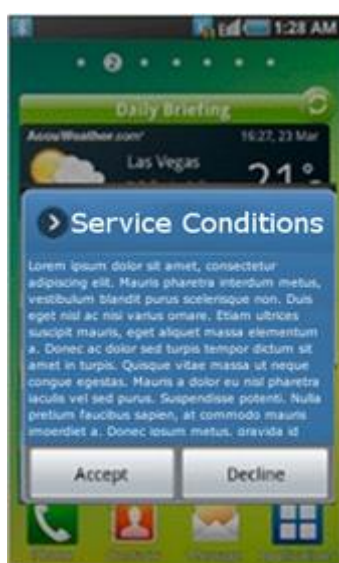 1:28 AM
2
Daily Briefing
AccuWeather.com
16:27, 23 Mar
Las Vegas
21°
Service Conditions
Lorem ipsum dolor sit amet, consectetur
adipiscing elit. Mauris pharetra interdum metus,
vestibulum blandit purus scelerisque non. Duis
eget nisl ac nisi varius ornare. Etiam ultrices
suscipit mauris, eget aliquet massa elementum
a. Donec ac dolor sed turpis tempor dictum sit
amet in turpis. Quisque vitae massa ut neque
congue egestas. Mauris a dolor eu nisl pharetra
iaculis vel sed purus. Suspendisse potenti. Nulla
pretium faucibus sapien, at commodo mauris
imperdiet a. Donec ipsum metus, gravida id
Accept
Decline